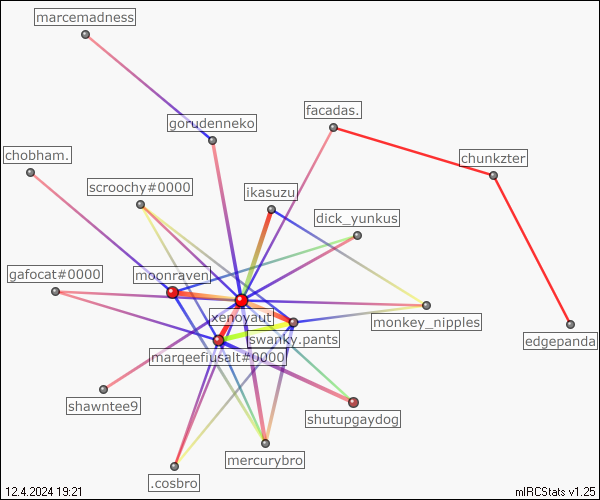 marcemadness
facadas.
gorudenneko
chobham.
chunkzter
scroochy#0000
ikasuzu
dick_yunkus
gafocat#0000
moonraven
xenoyaut
monkey_nipples
swanky.pants
edgepanda
marqeefiusalt#0000
shawntee9
shutupgaydog
mercurybro
.cosbro
12.4.2024 19:21
mIRCStats v1.25